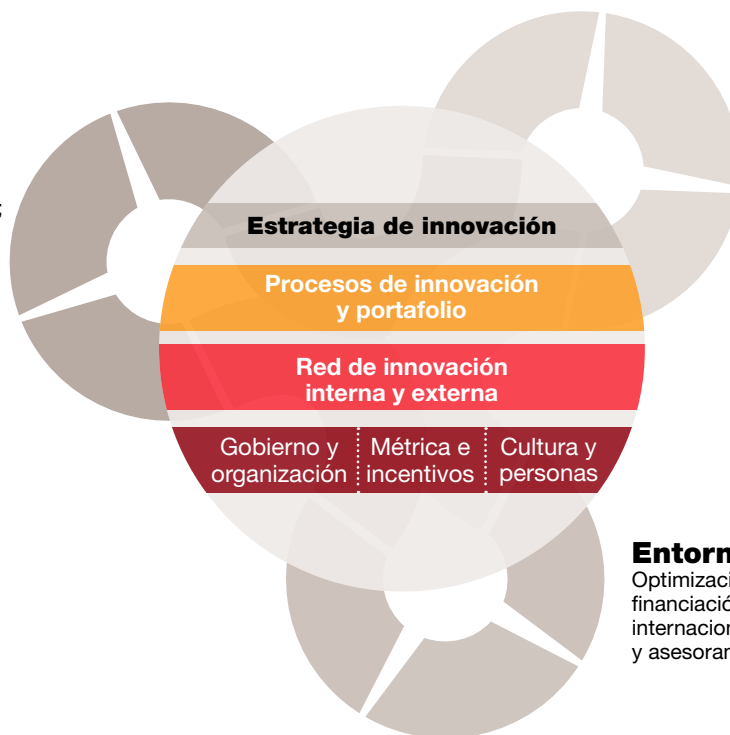 Estrategia de innovación
Procesos de innovación
y portafolio
Red de innovación
interna y externa
Gobierno y
organización
Métrica e
incentivos
Cultura y
personas